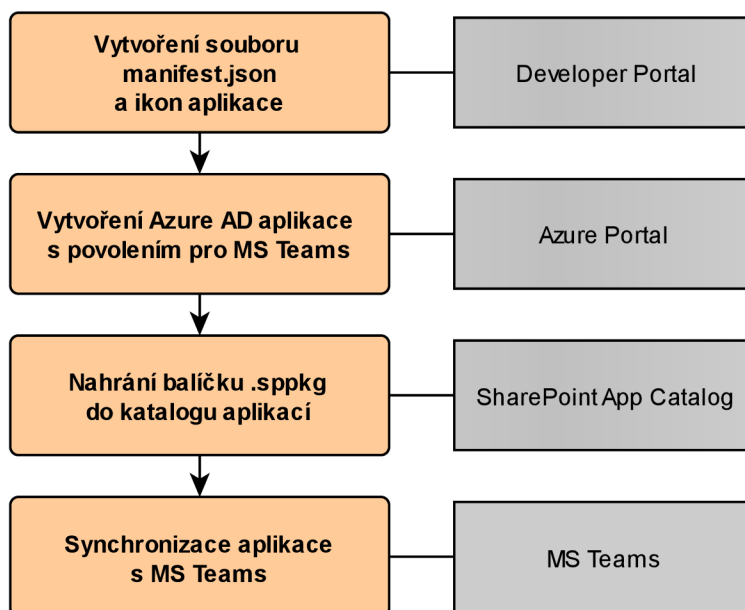 Vytvoření souboru
manifest.json
a ikon aplikace
Developer Portal
Vytvoření Azure AD aplikace
s povolením pro MS Teams
Azure Portal
Nahrání balíčku .sppkg
do katalogu aplikací
SharePoint App Catalog
Synchronizace aplikace
s MS Teams
MS Teams